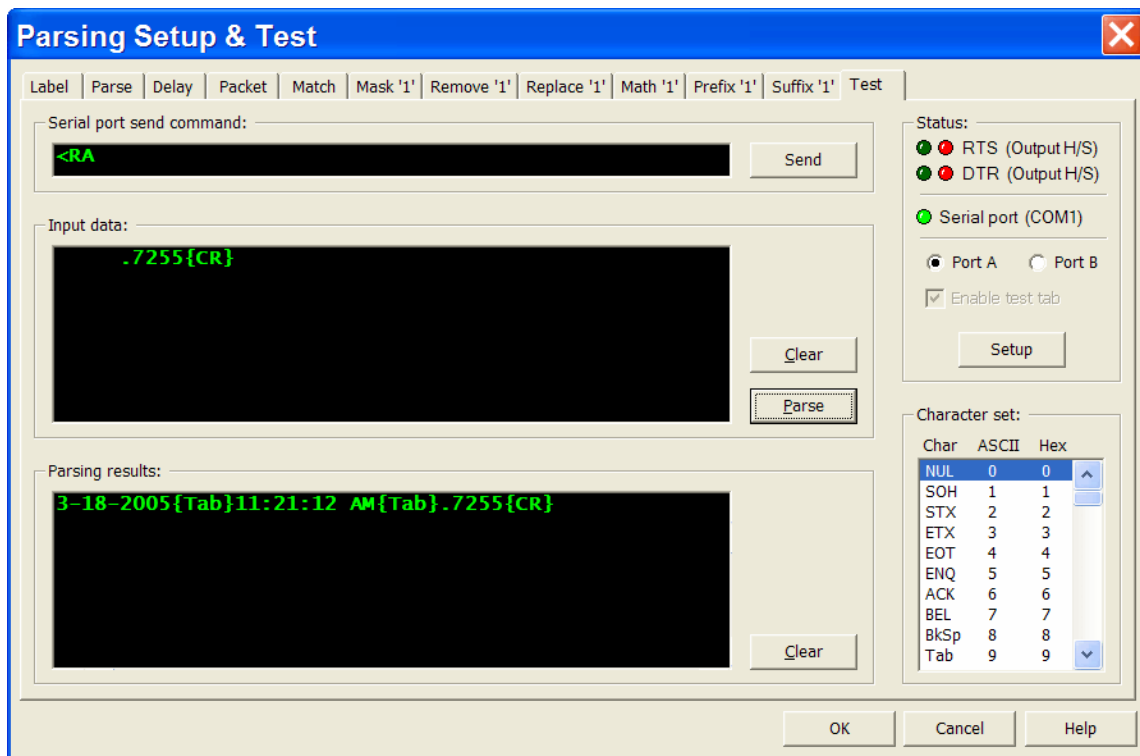 Parsing Setup & Test
Label Parse Delay Packet Match Mask '1' Remove '1' Replace '1' Math '1' Prefix '1' Suffix '1' Test
Serial port send command:
<RA
Send
Input data:
.7255{CR}
Clear
Parse
Parsing results:
3-18-2005{Tab}11:21:12 AM{Tab}.7255{CR}
Clear
Status:
RTS (Output H/S)
DTR (Output H/S)
Serial port (COM1)
Port A Port B
Enable test tab
Setup
Character set:
Char ASCII Hex
NUL 0 0
SOH 1 1
STX 2 2
ETX 3 3
EOT 4 4
ENQ 5 5
ACK 6 6
BEL 7 7
BkSp 8 8
Tab 9 9
OK Cancel Help